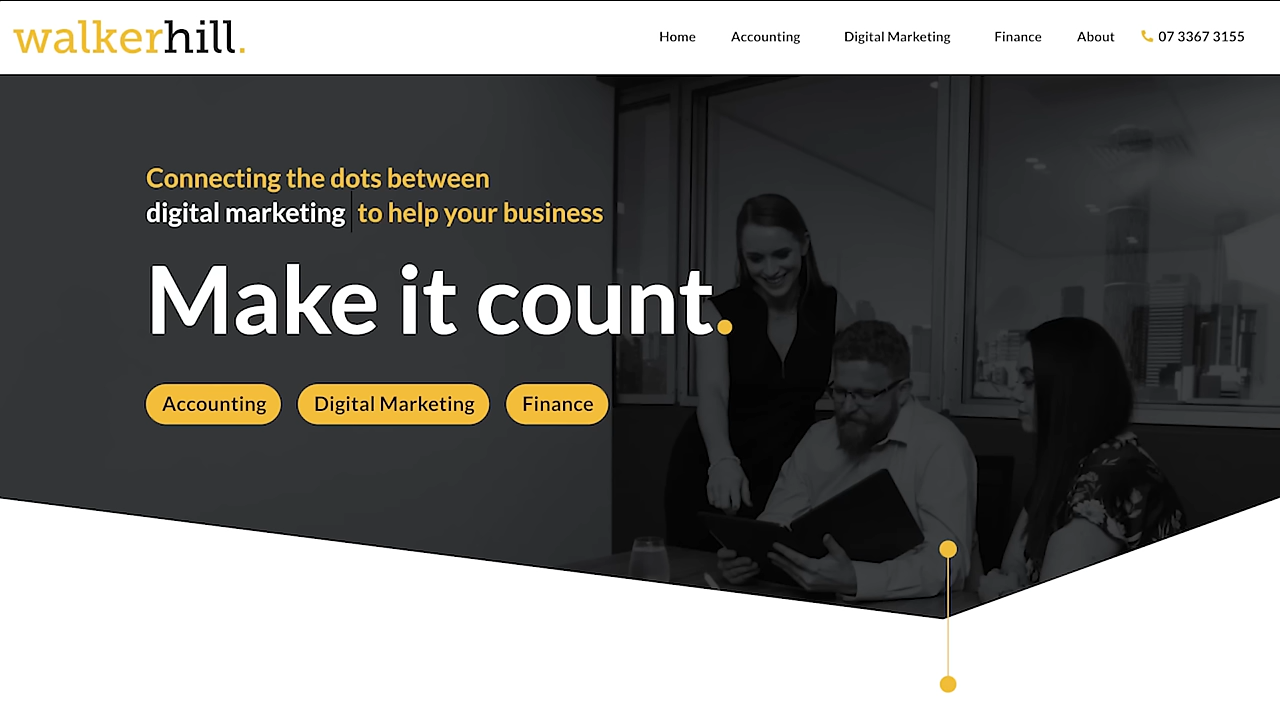 walkerhill.
Home Accounting Digital Marketing Finance About 07 3367 3155
Connecting the dots between
digital marketing to help your business
Make it count.
Accounting Digital Marketing Finance